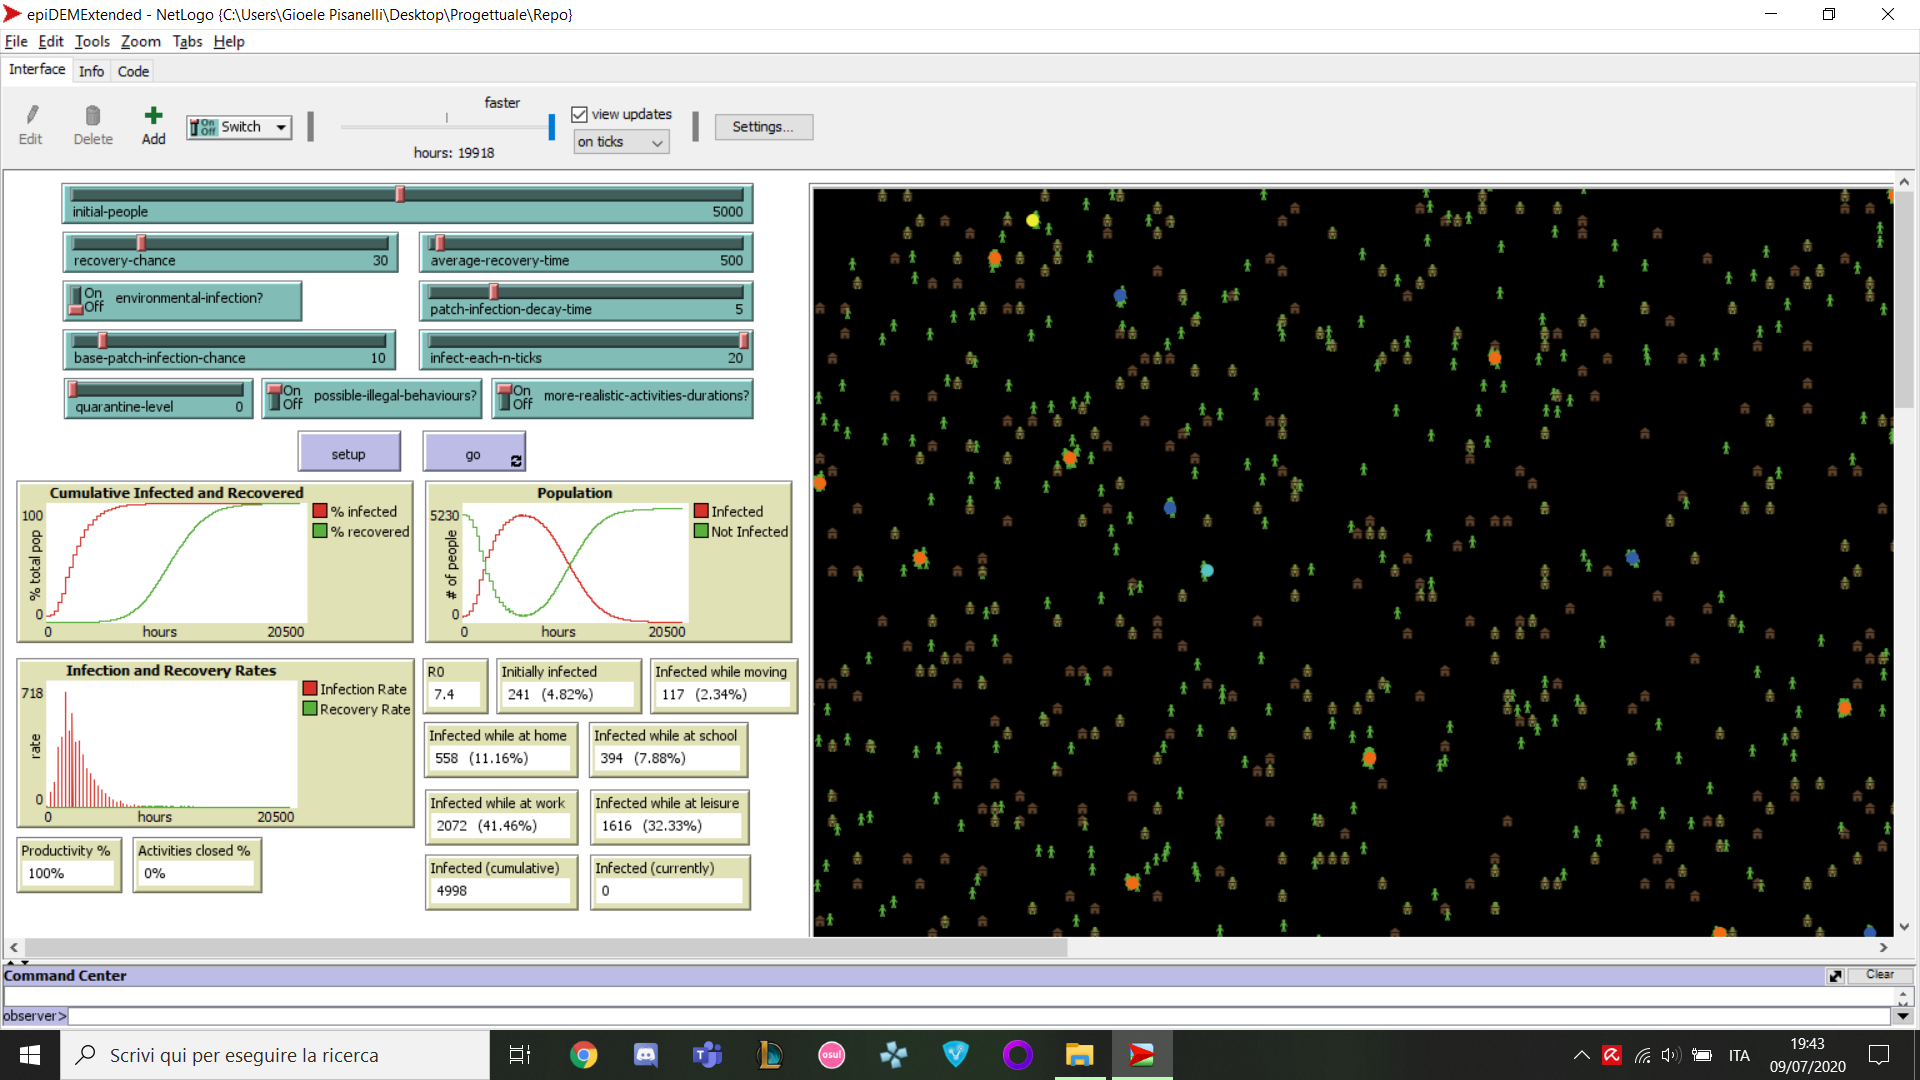 epiDEMExtended - NetLogo {C:\Users\Gioele Pisanelli\Desktop\Progettuale\Repo}
File Edit Tools Zoom Tabs Help
Interface Info Code
Edit Delete Add On Off Switch
faster
hours: 19918
view updates
on ticks
Settings...
initial-people 5000
recovery-chance 30
average-recovery-time 500
On Off environmental-infection?
patch-infection-decay-time 5
base-patch-infection-chance 10
infect-each-n-ticks 20
quarantine-level 0
On Off possible-illegal-behaviours?
On Off more-realistic-activities-durations?
setup
go
Cumulative Infected and Recovered
% total pop
100
0
0 hours 20500
% infected
% recovered
Population
# of people
5230
0
0 hours 20500
Infected
Not Infected
Infection and Recovery Rates
rate
718
0
0 hours 20500
Infection Rate
Recovery Rate
R0
7.4
Initially infected
241 (4.82%)
Infected while moving
117 (2.34%)
Infected while at home
558 (11.16%)
Infected while at school
394 (7.88%)
Infected while at work
2072 (41.46%)
Infected while at leisure
1616 (32.33%)
Productivity %
100%
Activities closed %
0%
Infected (cumulative)
4998
Infected (currently)
0
Command Center
Clear
observer>
Scrivi qui per eseguire la ricerca
osu!
ITA
19:43
09/07/2020